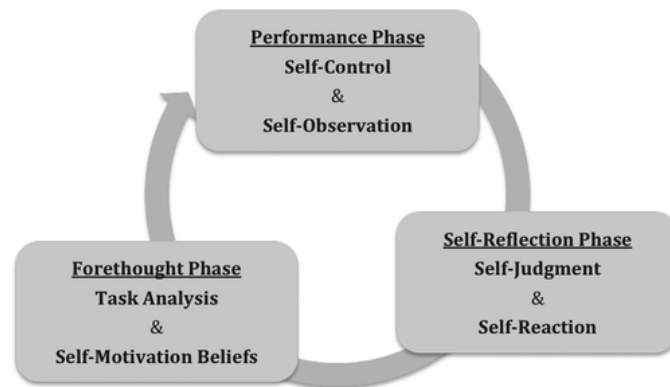 Performance Phase
Self-Control
&
Self-Observation
Self-Reflection Phase
Self-Judgment
&
Self-Reaction
Forethought Phase
Task Analysis
&
Self-Motivation Beliefs